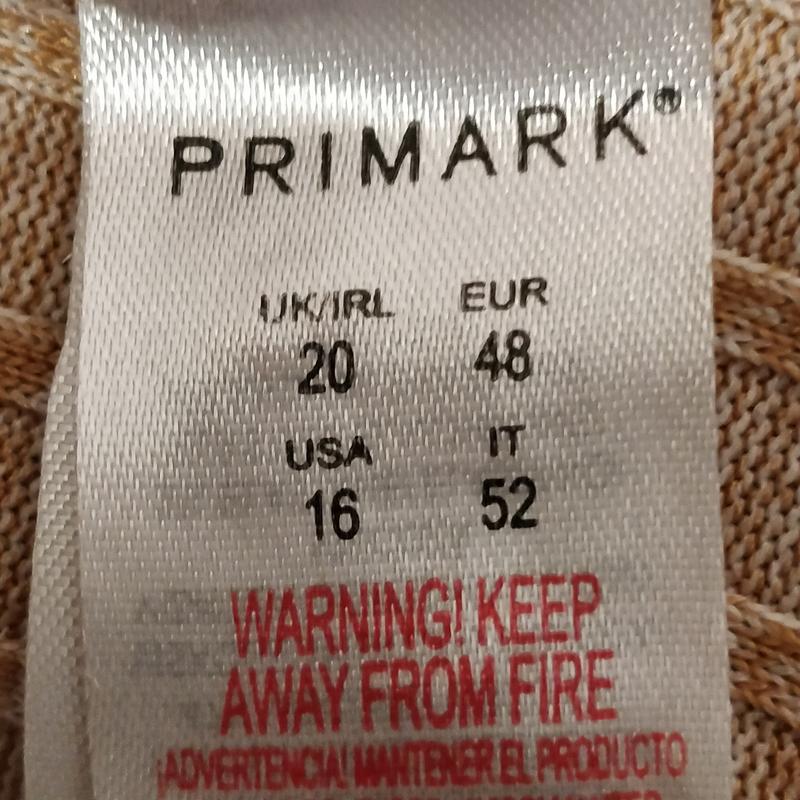 PRIMARK®
UK/IRL EUR
20 48
USA IT
16 52
WARNING! KEEP
AWAY FROM FIRE
¡ADVERTENCIA! MANTENER EL PRODUCTO